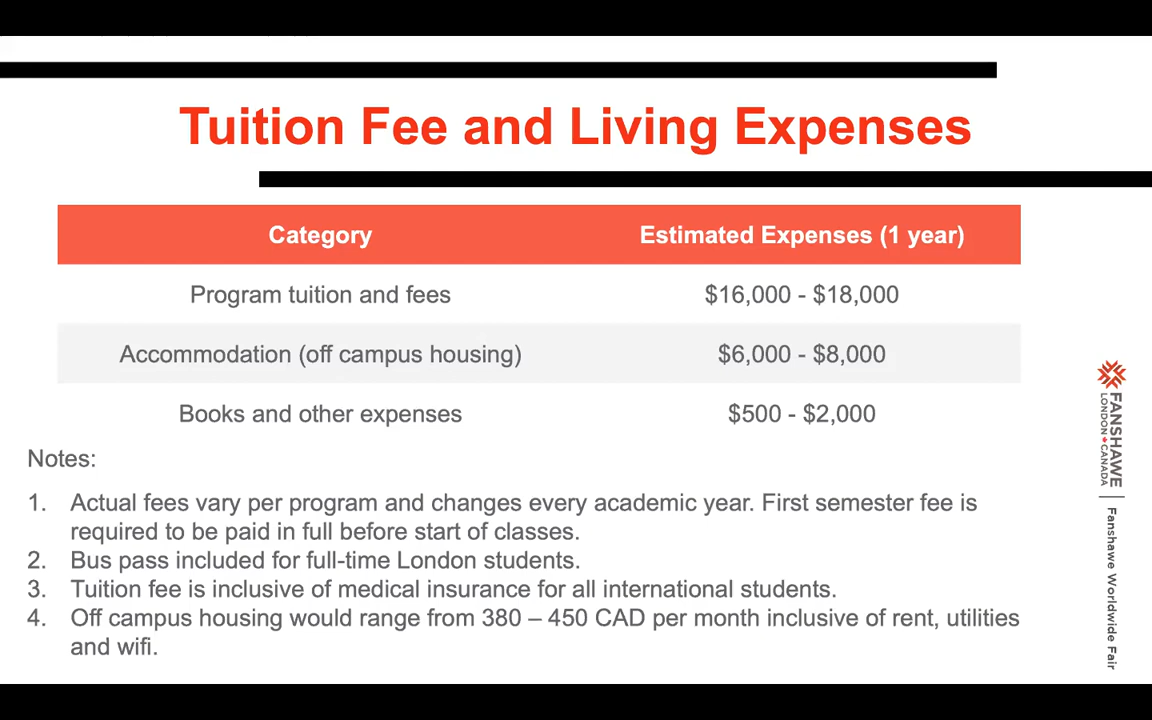 Tuition Fee and Living Expenses
Category Estimated Expenses (1 year)
Program tuition and fees $16,000 - $18,000
Accommodation (off campus housing) $6,000 - $8,000
Books and other expenses $500 - $2,000
Notes:
1. Actual fees vary per program and changes every academic year. First semester fee is
required to be paid in full before start of classes.
2. Bus pass included for full-time London students.
3. Tuition fee is inclusive of medical insurance for all international students.
4. Off campus housing would range from 380 – 450 CAD per month inclusive of rent, utilities
and wifi.
FANSHAWE
LONDON CANADA
Fanshawe Worldwide Fair